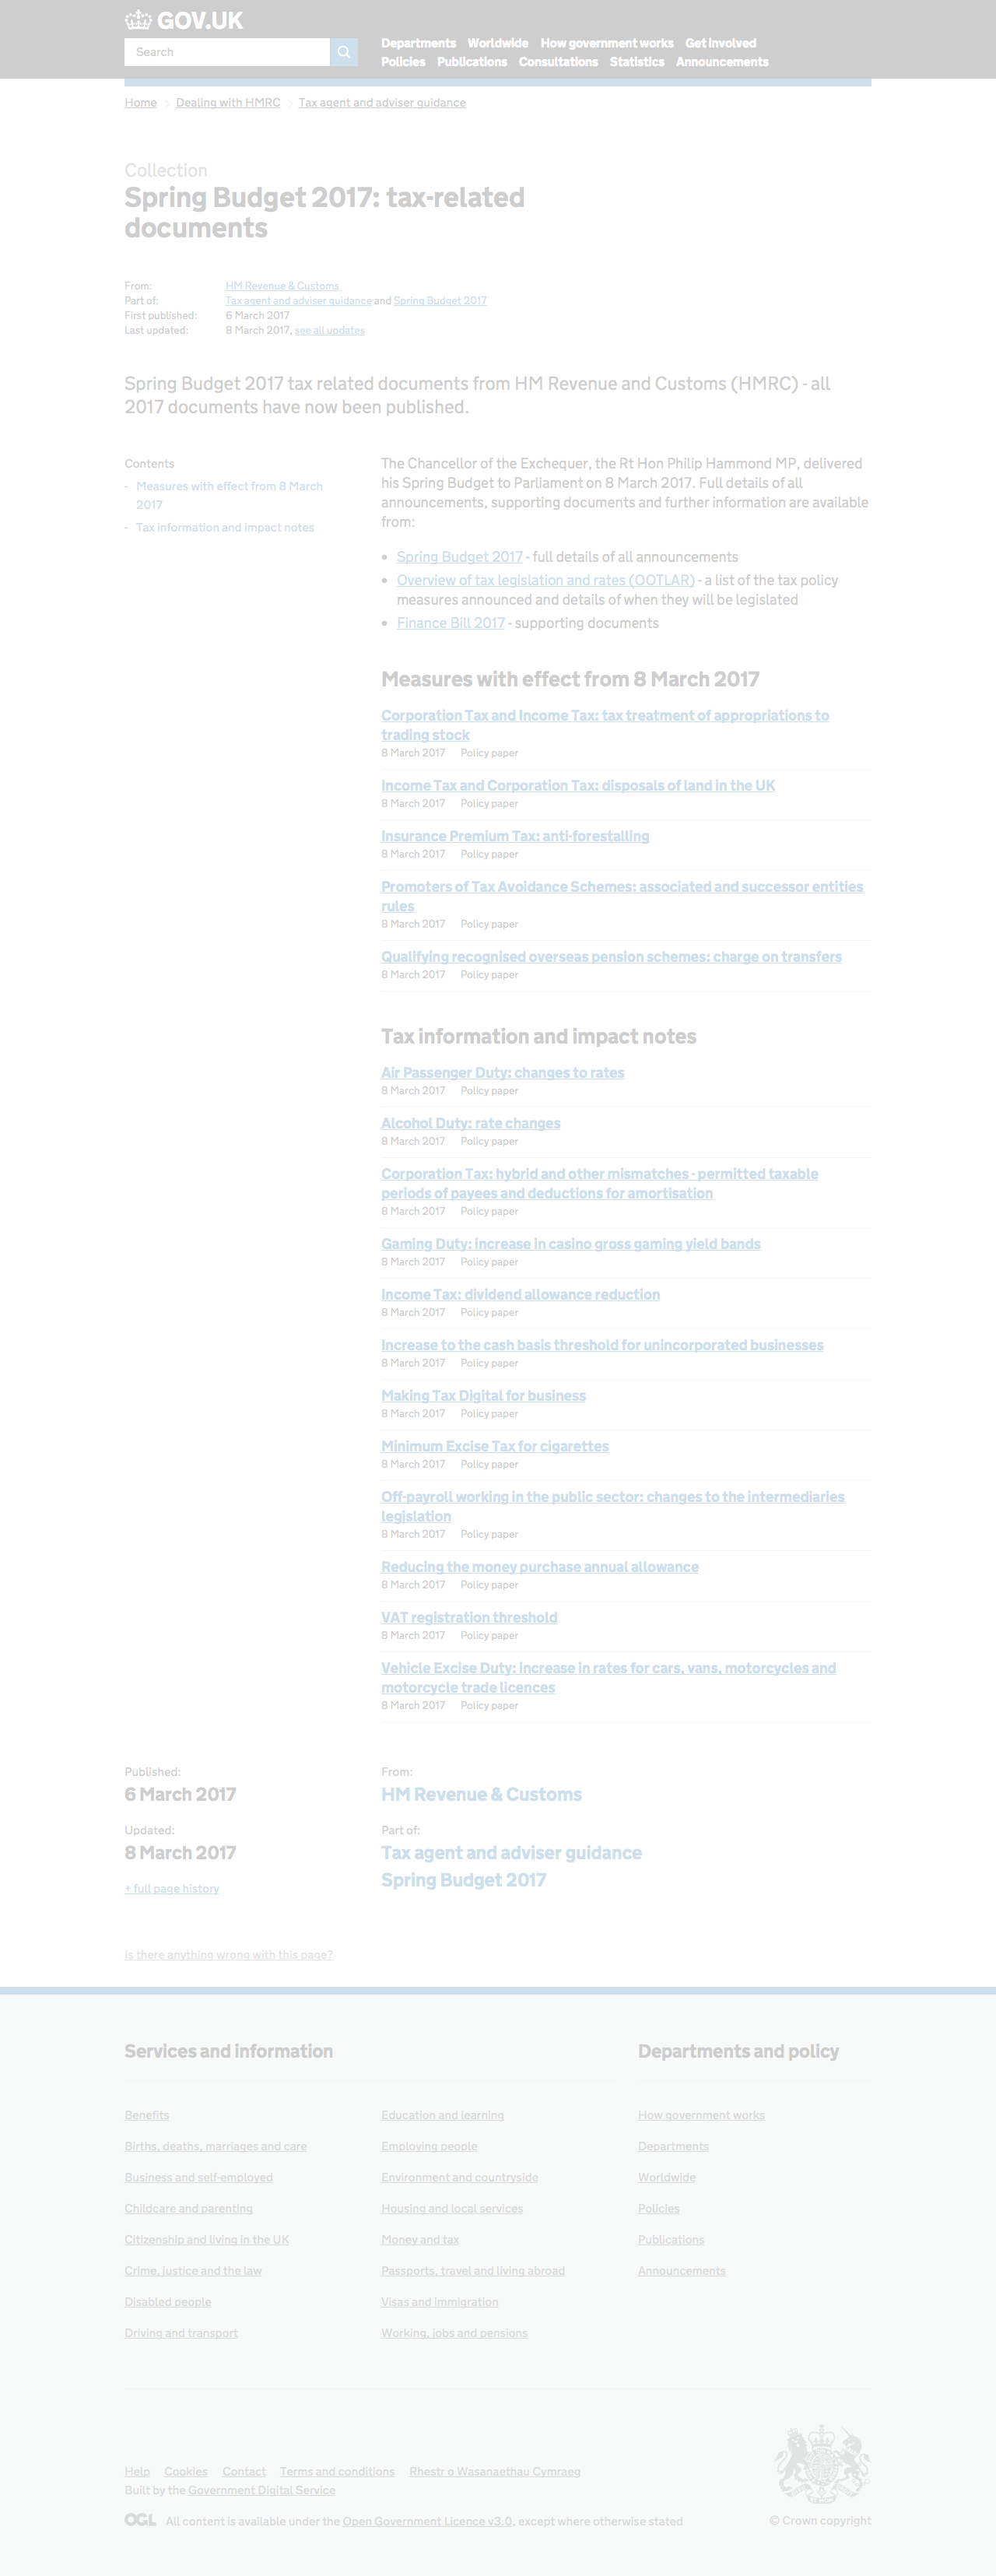 GOV.UK
Search
Departments Worldwide How government works Get involved
Policies Publications Consultations Statistics Announcements
Home Dealing with HMRC Tax agent and adviser guidance
Collection
Spring Budget 2017: tax-related
documents
From: HM Revenue & Customs
Part of: Tax agent and adviser guidance and Spring Budget 2017
First published: 6 March 2017
Last updated: 8 March 2017, see all updates
Spring Budget 2017 tax related documents from HM Revenue and Customs (HMRC) - all
2017 documents have now been published.
Contents
- Measures with effect from 8 March
2017
- Tax information and impact notes
The Chancellor of the Exchequer, the Rt Hon Philip Hammond MP, delivered
his Spring Budget to Parliament on 8 March 2017. Full details of all
announcements, supporting documents and further information are available
from:
• Spring Budget 2017 - full details of all announcements
• Overview of tax legislation and rates (OOTLAR) - a list of the tax policy
measures announced and details of when they will be legislated
• Finance Bill 2017 - supporting documents
Measures with effect from 8 March 2017
Corporation Tax and Income Tax: tax treatment of appropriations to
trading stock
8 March 2017 Policy paper
Income Tax and Corporation Tax: disposals of land in the UK
8 March 2017 Policy paper
Insurance Premium Tax: anti-forestalling
8 March 2017 Policy paper
Promoters of Tax Avoidance Schemes: associated and successor entities
rules
8 March 2017 Policy paper
Qualifying recognised overseas pension schemes: charge on transfers
8 March 2017 Policy paper
Tax information and impact notes
Air Passenger Duty: changes to rates
8 March 2017 Policy paper
Alcohol Duty: rate changes
8 March 2017 Policy paper
Corporation Tax: hybrid and other mismatches - permitted taxable
periods of payees and deductions for amortisation
8 March 2017 Policy paper
Gaming Duty: increase in casino gross gaming yield bands
8 March 2017 Policy paper
Income Tax: dividend allowance reduction
8 March 2017 Policy paper
Increase to the cash basis threshold for unincorporated businesses
8 March 2017 Policy paper
Making Tax Digital for business
8 March 2017 Policy paper
Minimum Excise Tax for cigarettes
8 March 2017 Policy paper
Off-payroll working in the public sector: changes to the intermediaries
legislation
8 March 2017 Policy paper
Reducing the money purchase annual allowance
8 March 2017 Policy paper
VAT registration threshold
8 March 2017 Policy paper
Vehicle Excise Duty: increase in rates for cars, vans, motorcycles and
motorcycle trade licences
8 March 2017 Policy paper
Published:
6 March 2017
Updated:
8 March 2017
+ full page history
From:
HM Revenue & Customs
Part of:
Tax agent and adviser guidance
Spring Budget 2017
Is there anything wrong with this page?
Services and information
Benefits
Births, deaths, marriages and care
Business and self-employed
Childcare and parenting
Citizenship and living in the UK
Crime, justice and the law
Disabled people
Driving and transport
Education and learning
Employing people
Environment and countryside
Housing and local services
Money and tax
Passports, travel and living abroad
Visas and immigration
Working, jobs and pensions
Departments and policy
How government works
Departments
Worldwide
Policies
Publications
Announcements
Help Cookies Contact Terms and conditions Rhestr o Wasanaethau Cymraeg
Built by the Government Digital Service
OGL All content is available under the Open Government Licence v3.0, except where otherwise stated
© Crown copyright